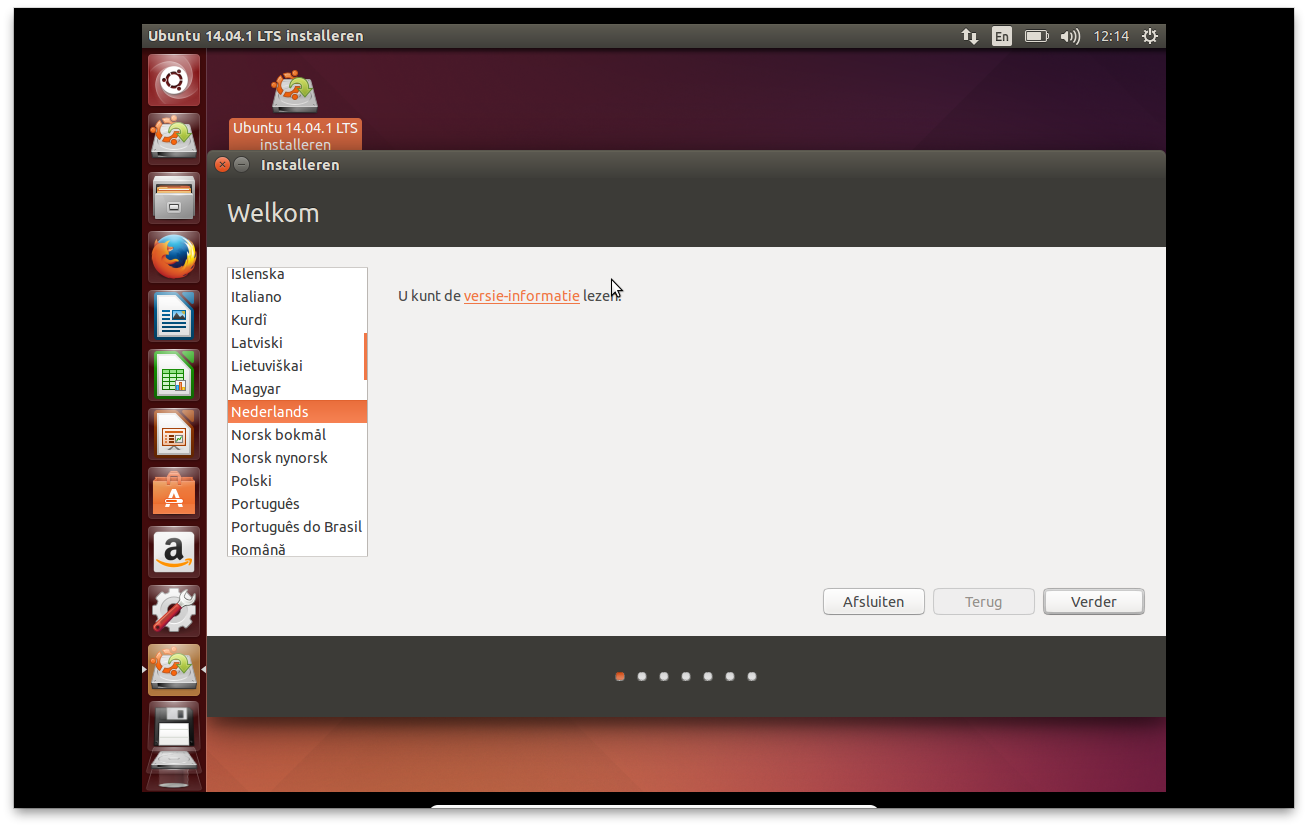 Ubuntu 14.04.1 LTS installeren
En
12:14
Ubuntu 14.04.1 LTS
installeren
Installeren
Welkom
Islenska
Italiano
Kurdî
Latviski
Lietuviškai
Magyar
Nederlands
Norsk bokmål
Norsk nynorsk
Polski
Português
Português do Brasil
Română
U kunt de versie-informatie lezen.
Afsluiten
Terug
Verder